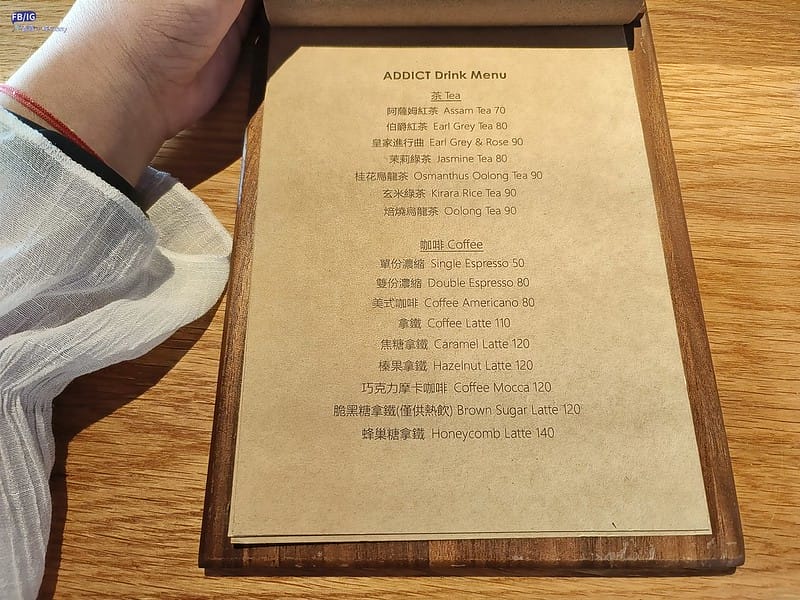 FB/IG
ADDICT Drink Menu
茶 Tea
阿薩姆紅茶 Assam Tea 70
伯爵紅茶 Earl Grey Tea 80
皇家進行曲 Earl Grey & Rose 90
茉莉綠茶 Jasmine Tea 80
桂花烏龍茶 Osmanthus Oolong Tea 90
玄米綠茶 Kirara Rice Tea 90
焙燒烏龍茶 Oolong Tea 90
咖啡 Coffee
單份濃縮 Single Espresso 50
雙份濃縮 Double Espresso 80
美式咖啡 Coffee Americano 80
拿鐵 Coffee Latte 110
焦糖拿鐵 Caramel Latte 120
榛果拿鐵 Hazelnut Latte 120
巧克力摩卡咖啡 Coffee Mocca 120
脆黑糖拿鐵(僅供熱飲) Brown Sugar Latte 120
蜂巢糖拿鐵 Honeycomb Latte 140